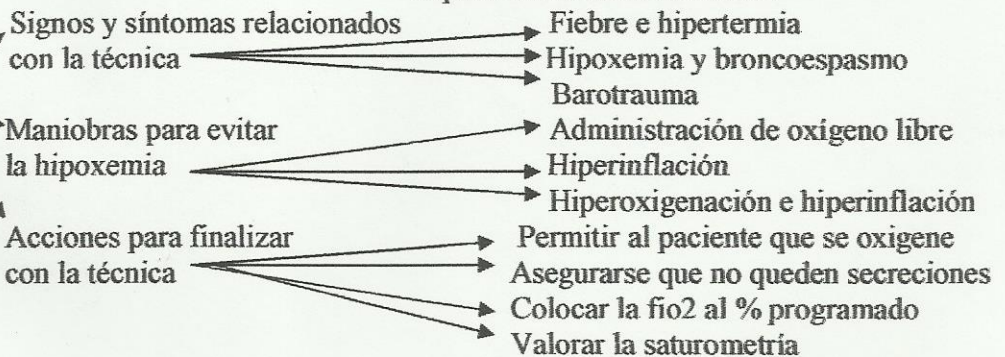 Signos y síntomas relacionados
con la técnica
Fiebre e hipertermia
Hipoxemia y broncoespasmo
Barotrauma
Maniobras para evitar
la hipoxemia
Administración de oxígeno libre
Hiperinflación
Hiperoxigenación e hiperinflación
Acciones para finalizar
con la técnica
Permitir al paciente que se oxigene
Asegurarse que no queden secreciones
Colocar la fio2 al % programado
Valorar la saturometría